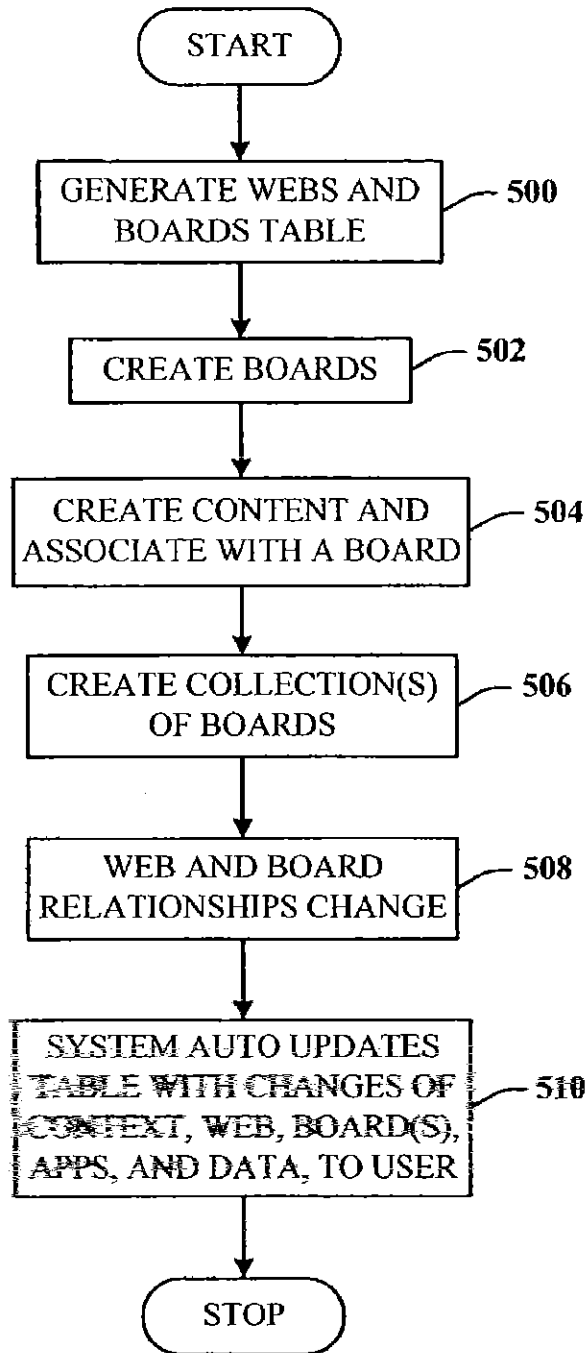 START
GENERATE WEBS AND
BOARDS TABLE
500
CREATE BOARDS
502
CREATE CONTENT AND
ASSOCIATE WITH A BOARD
504
CREATE COLLECTION(S)
OF BOARDS
506
WEB AND BOARD
RELATIONSHIPS CHANGE
508
SYSTEM AUTO UPDATES
TABLE WITH CHANGES OF
CONTEXT, WEB, BOARD(S),
APPS, AND DATA, TO USER
510
STOP